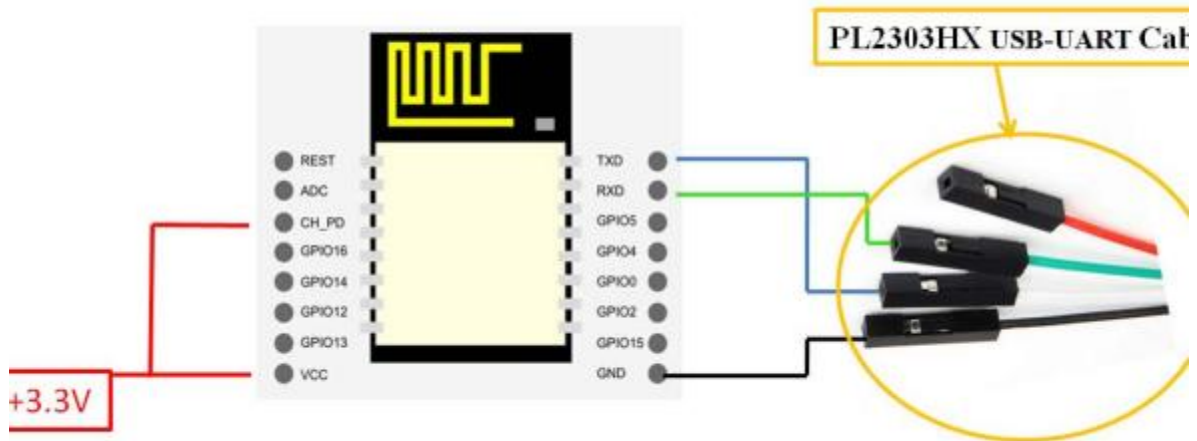 PL2303HX USB-UART Cab
REST
ADC
CH_PD
GPIO16
GPIO14
GPIO12
GPIO13
VCC
TXD
RXD
GPIO5
GPIO4
GPIO0
GPIO2
GPIO15
GND
+3.3V